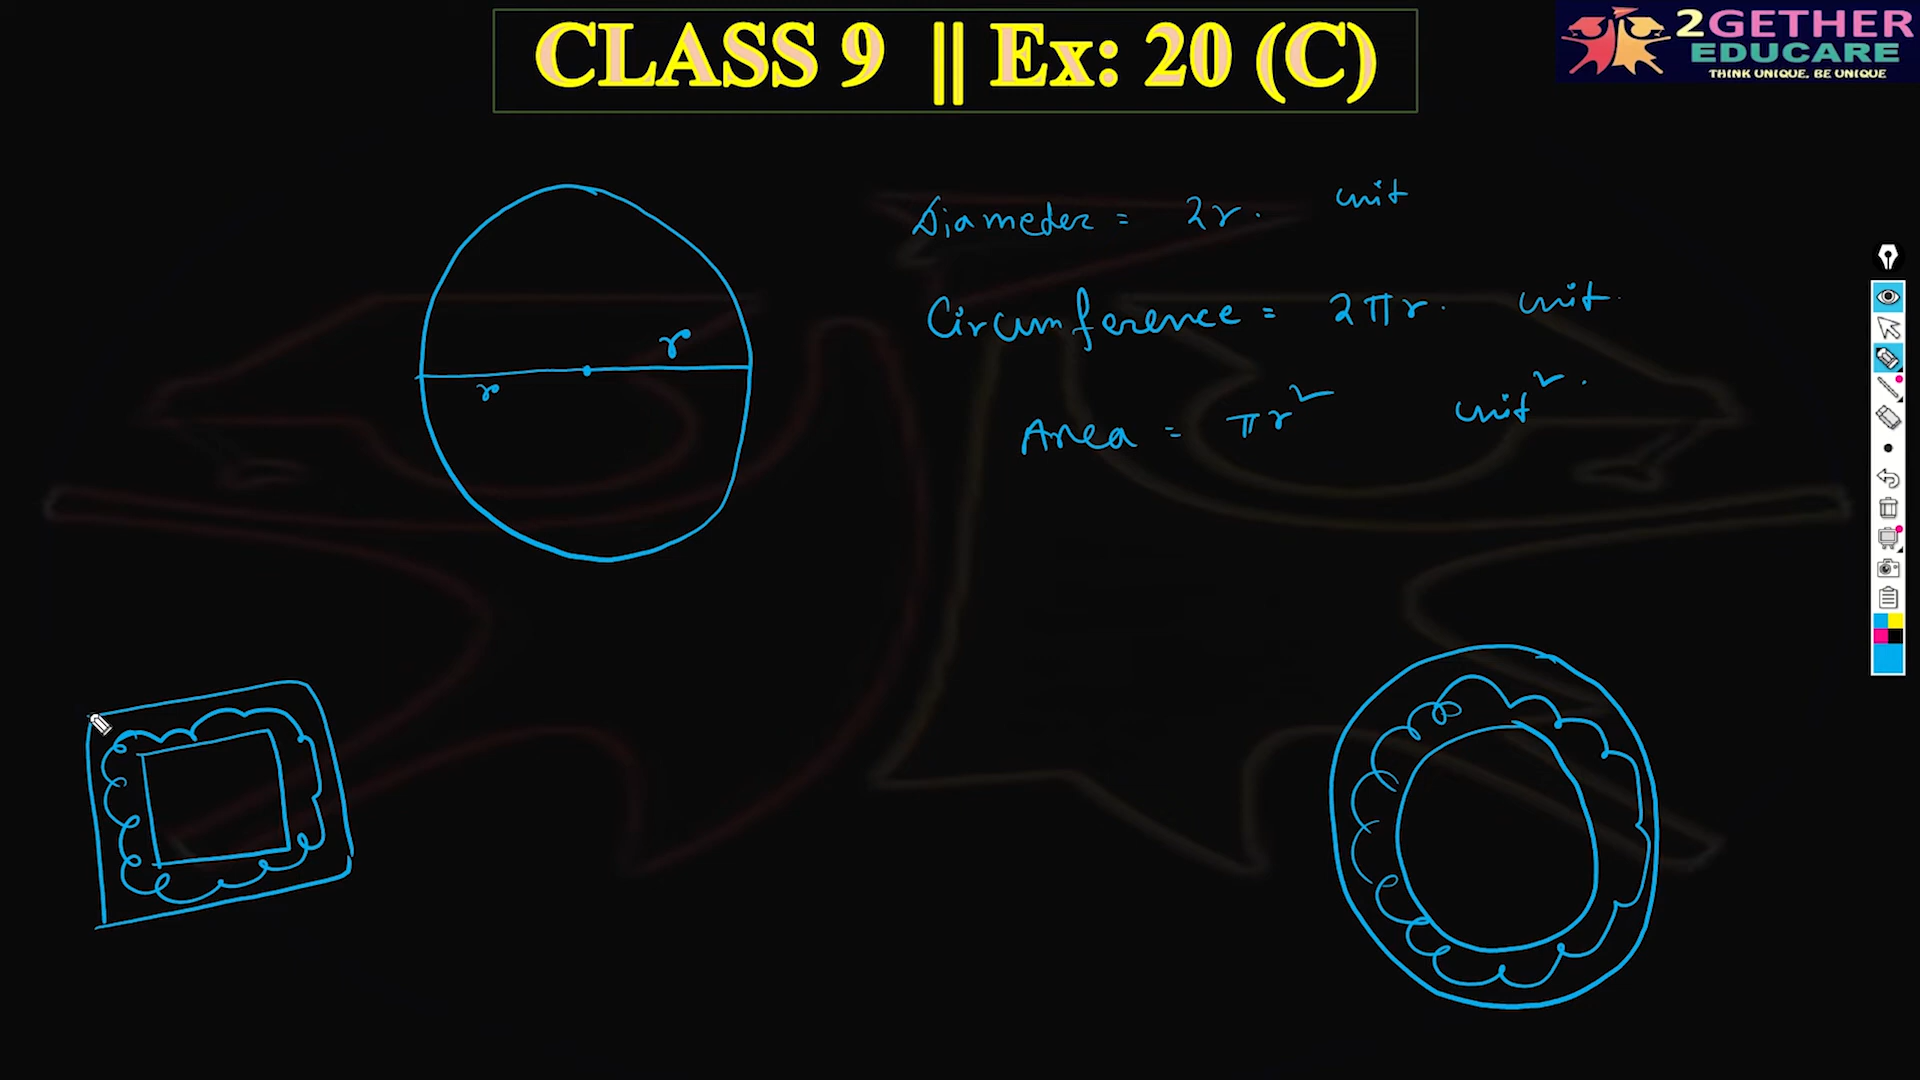 CLASS 9 || Ex: 20 (C)
2GETHER
EDUCARE
THINK UNIQUE, BE UNIQUE
Diameter = 2r. unit
Circumference = 2πr. unit.
r
r
Area = πr² unit².